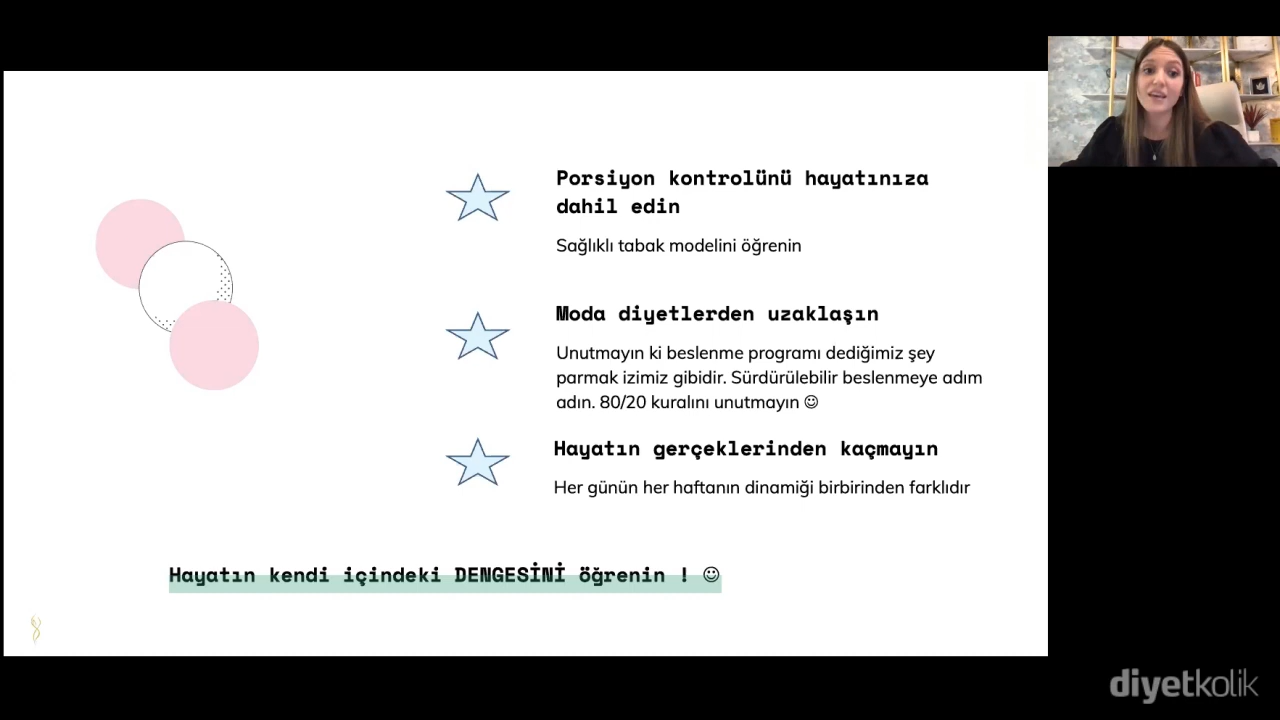 Porsiyon kontrolünü hayatınıza
dahil edin
Sağlıklı tabak modelini öğrenin
Moda diyetlerden uzaklaşın
Unutmayın ki beslenme programı dediğimiz şey
parmak izimiz gibidir. Sürdürülebilir beslenmeye adım
adın. 80/20 kuralını unutmayın ☺
Hayatın gerçeklerinden kaçmayın
Her günün her haftanın dinamiği birbirinden farklıdır
Hayatın kendi içindeki DENGESİNİ öğrenin ! ☺
diyetkolik